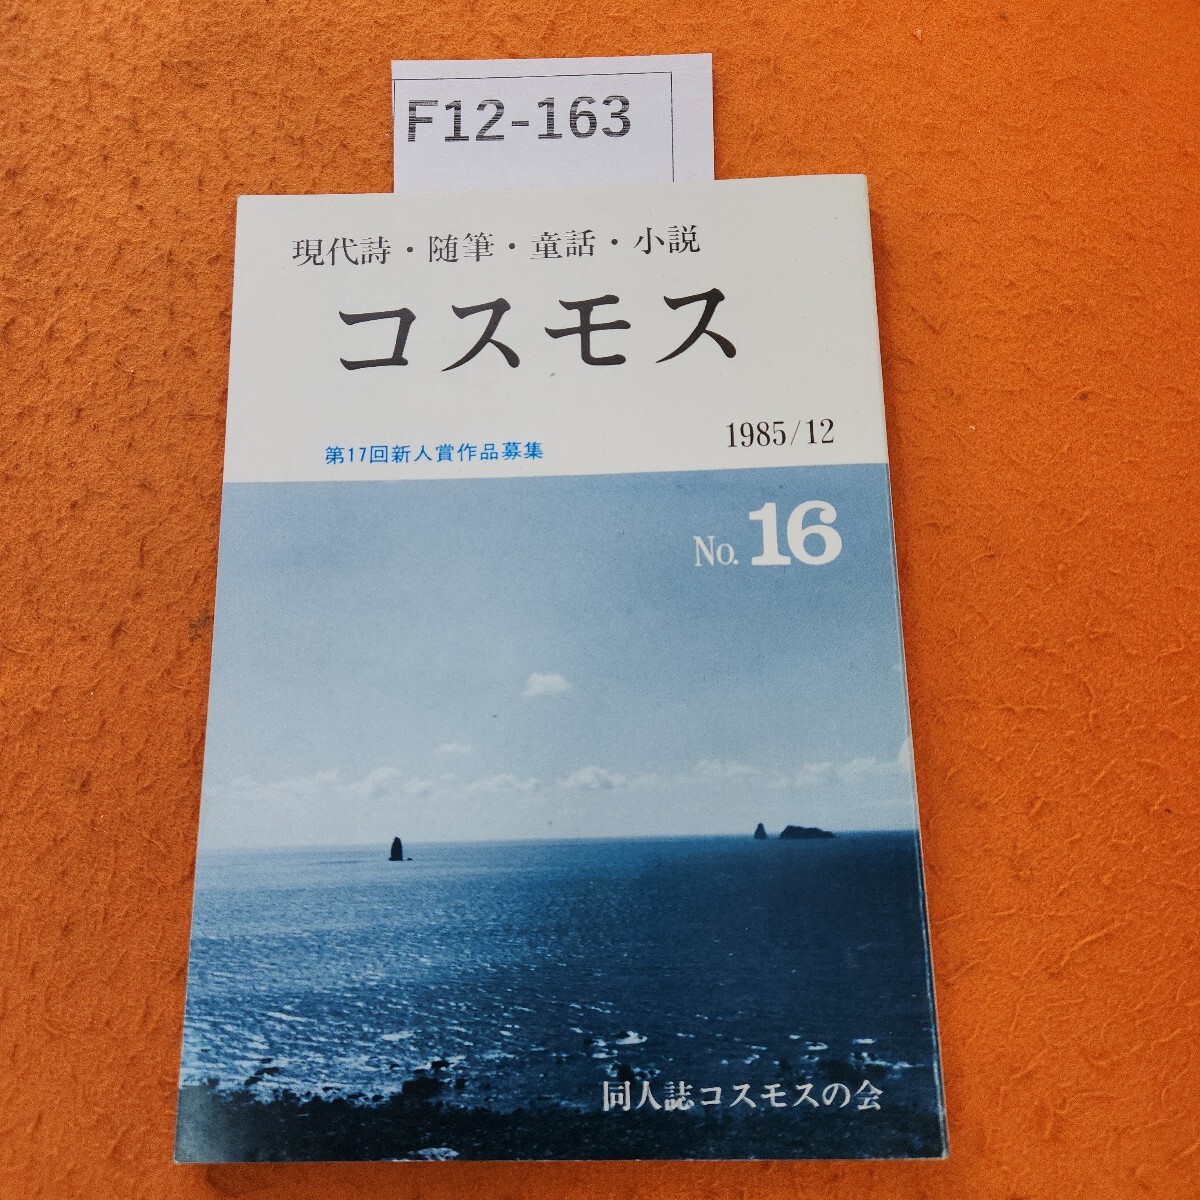 F12-163
現代詩・随筆・童話・小説
コスモス
第17回新人賞作品募集
1985/12
No.16
同人誌コスモスの会